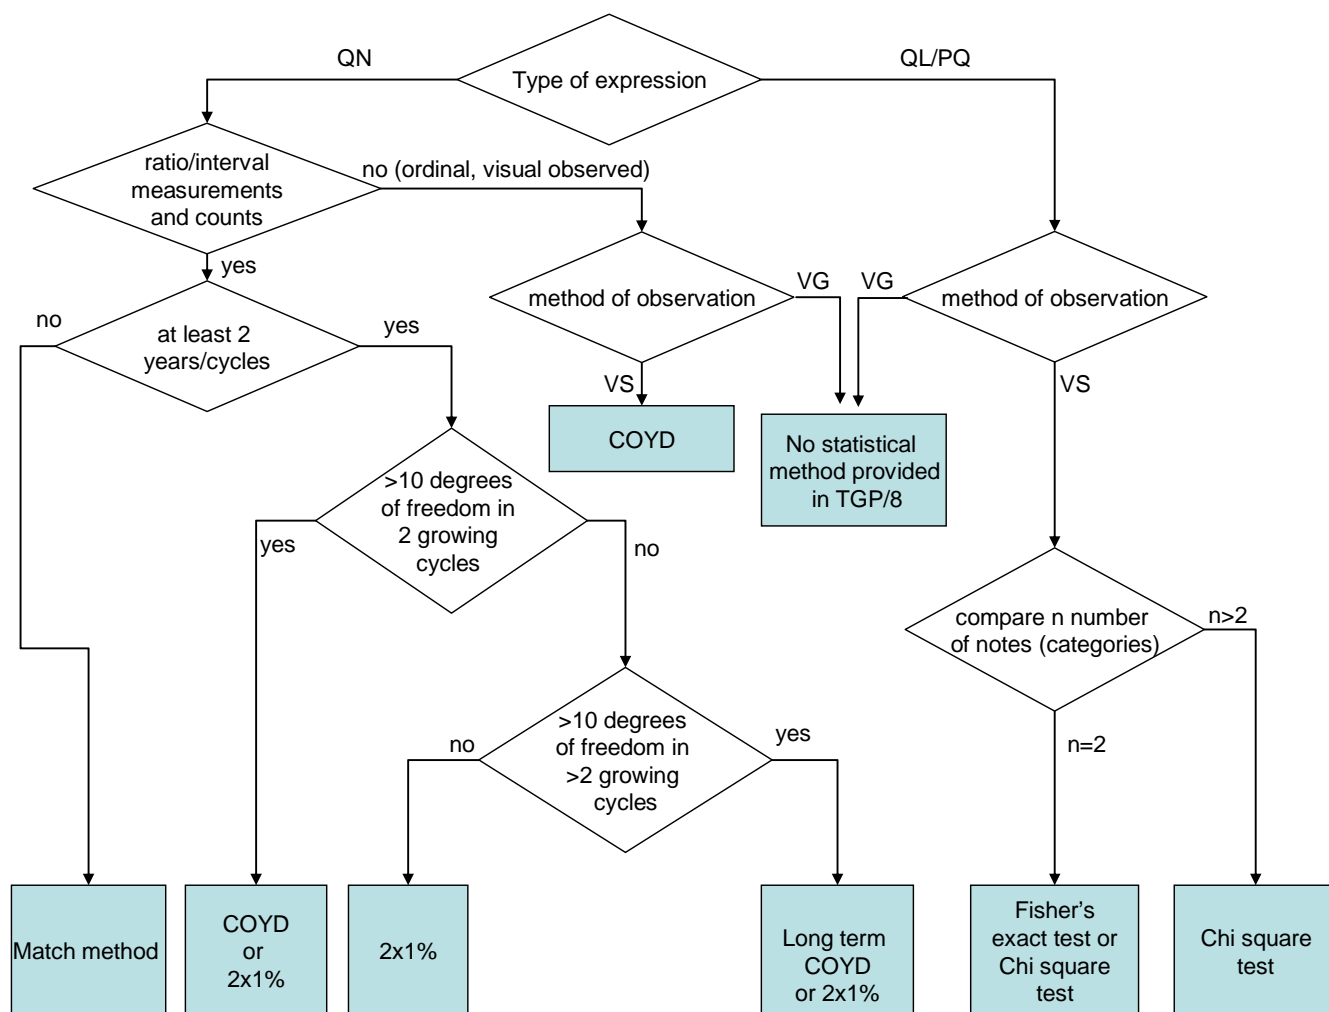 QN
QL/PQ
Type of expression
ratio/interval
measurements
and counts
no (ordinal, visual observed)
yes
method of observation
VG
VG
method of observation
no
at least 2
years/cycles
yes
VS
VS
COYD
No statistical
method provided
in TGP/8
>10 degrees
of freedom in
2 growing
cycles
yes
no
compare n number
of notes (categories)
n>2
>10 degrees
of freedom in
>2 growing
cycles
no
yes
n=2
Match method
COYD
or
2x1%
2x1%
Long term
COYD
or 2x1%
Fisher’s
exact test or
Chi square
test
Chi square
test